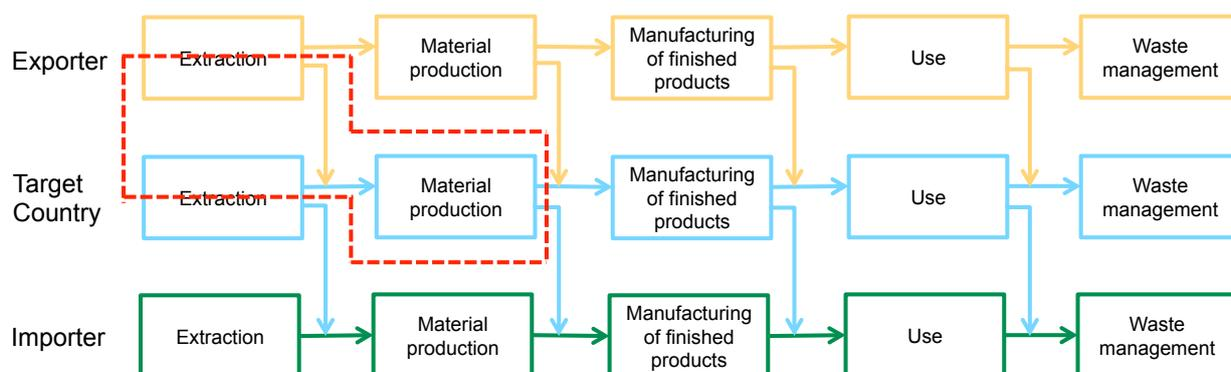 Exporter
Extraction
Material
production
Manufacturing
of finished
products
Use
Waste
management
Target
Country
Extraction
Material
production
Manufacturing
of finished
products
Use
Waste
management
Importer
Extraction
Material
production
Manufacturing
of finished
products
Use
Waste
management